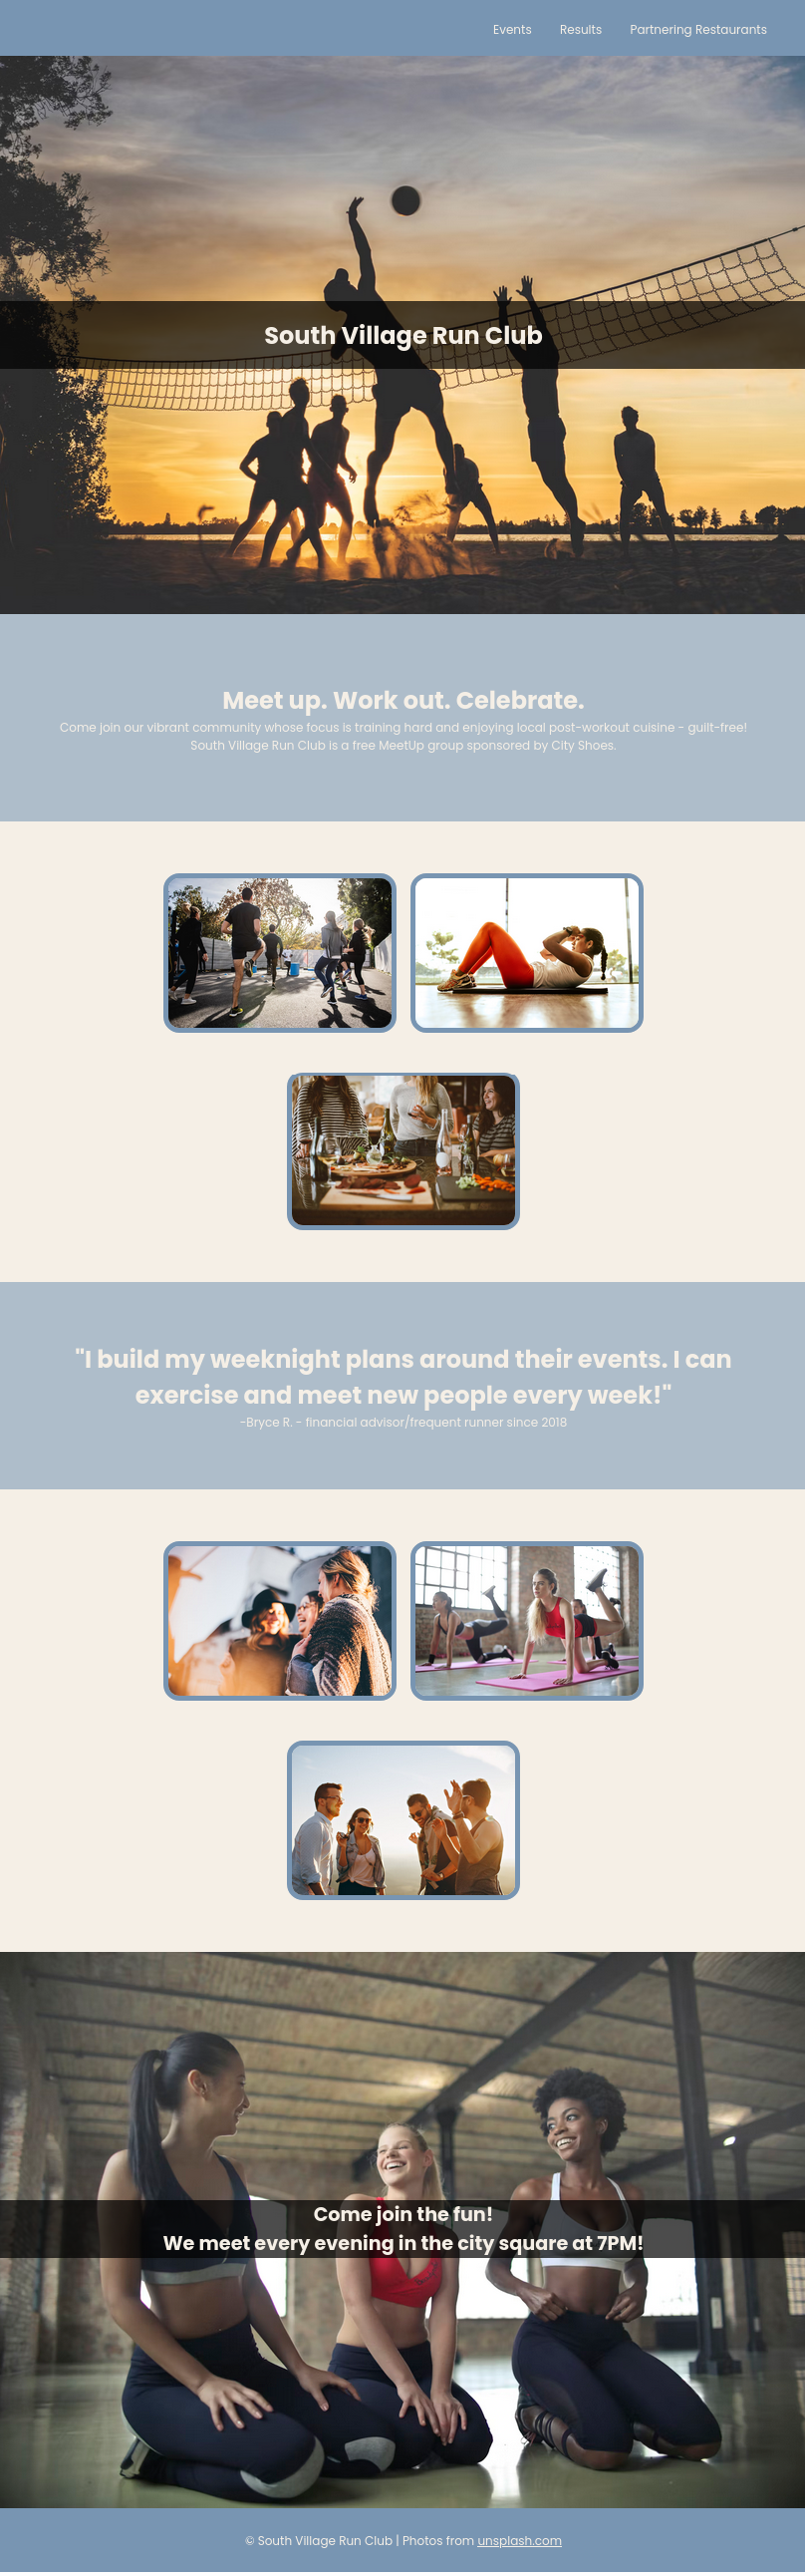 Events Results Partnering Restaurants
South Village Run Club
Meet up. Work out. Celebrate.
Come join our vibrant community whose focus is training hard and enjoying local post-workout cuisine - guilt-free!
South Village Run Club is a free MeetUp group sponsored by City Shoes.
"I build my weeknight plans around their events. I can
exercise and meet new people every week!"
-Bryce R. - financial advisor/frequent runner since 2018
Come join the fun!
We meet every evening in the city square at 7PM!
© South Village Run Club | Photos from unsplash.com